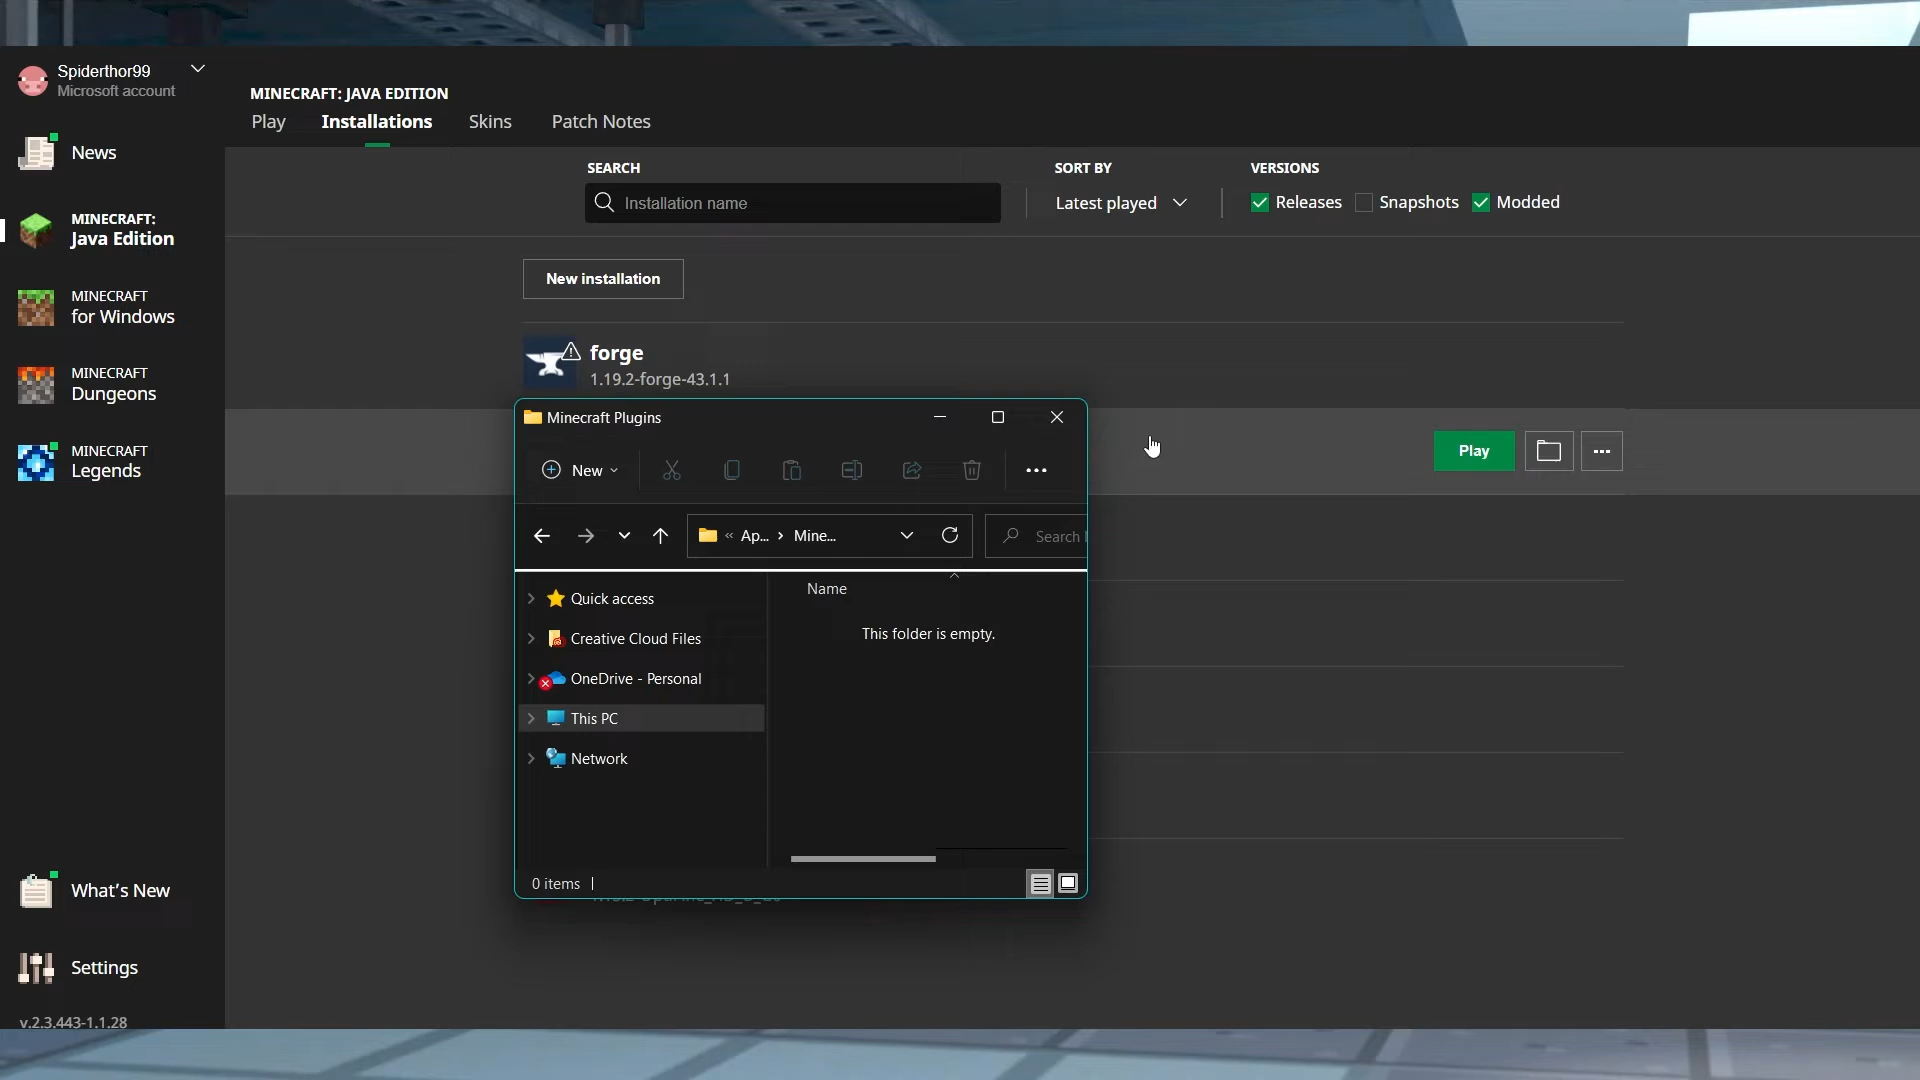 Spiderthor99
Microsoft account
News
MINECRAFT:
Java Edition
MINECRAFT
for Windows
MINECRAFT
Dungeons
MINECRAFT
Legends
What's New
Settings
v.2.3.443-1.1.28
MINECRAFT: JAVA EDITION
Play Installations Skins Patch Notes
SEARCH SORT BY VERSIONS
Installation name Latest played Releases Snapshots Modded
New installation
forge
1.19.2-forge-43.1.1
Play
Minecraft Plugins
New
« Ap... › Mine...
Search
Quick access
Creative Cloud Files
OneDrive - Personal
This PC
Network
Name
This folder is empty.
0 items